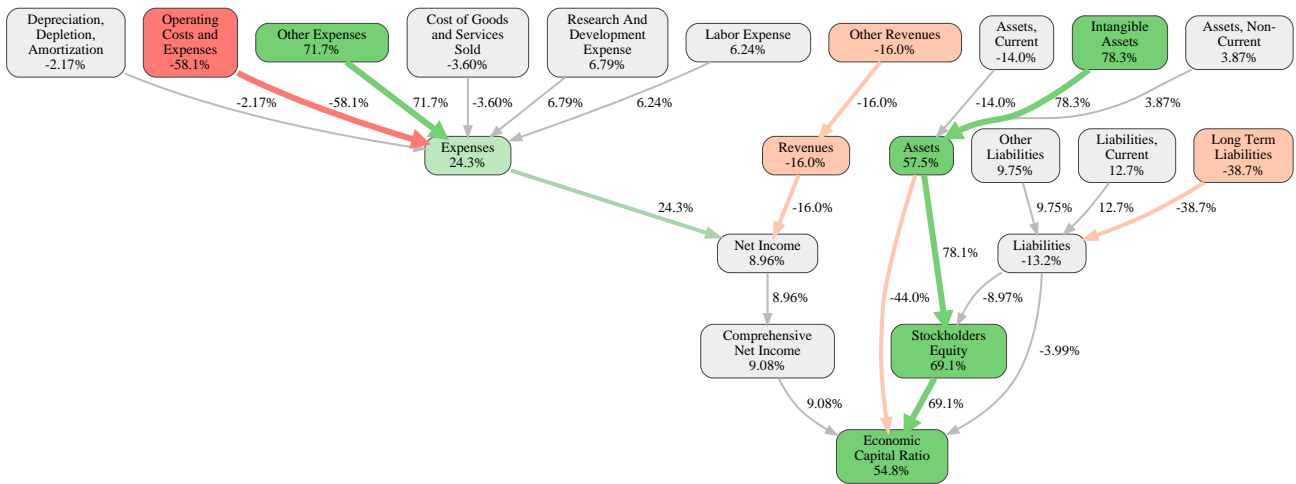 Depreciation,
Depletion,
Amortization
-2.17%
Operating
Costs and
Expenses
-58.1%
Other Expenses
71.7%
Cost of Goods
and Services
Sold
-3.60%
Research And
Development
Expense
6.79%
Labor Expense
6.24%
Other Revenues
-16.0%
Assets,
Current
-14.0%
Intangible
Assets
78.3%
Assets, Non-
Current
3.87%
-2.17%
-58.1%
71.7%
-3.60%
6.79%
6.24%
-16.0%
-14.0%
78.3%
3.87%
Expenses
24.3%
Revenues
-16.0%
Assets
57.5%
Other
Liabilities
9.75%
Liabilities,
Current
12.7%
Long Term
Liabilities
-38.7%
24.3%
-16.0%
9.75%
12.7%
-38.7%
Net Income
8.96%
78.1%
Liabilities
-13.2%
8.96%
-44.0%
-8.97%
Comprehensive
Net Income
9.08%
Stockholders
Equity
69.1%
-3.99%
9.08%
69.1%
Economic
Capital Ratio
54.8%